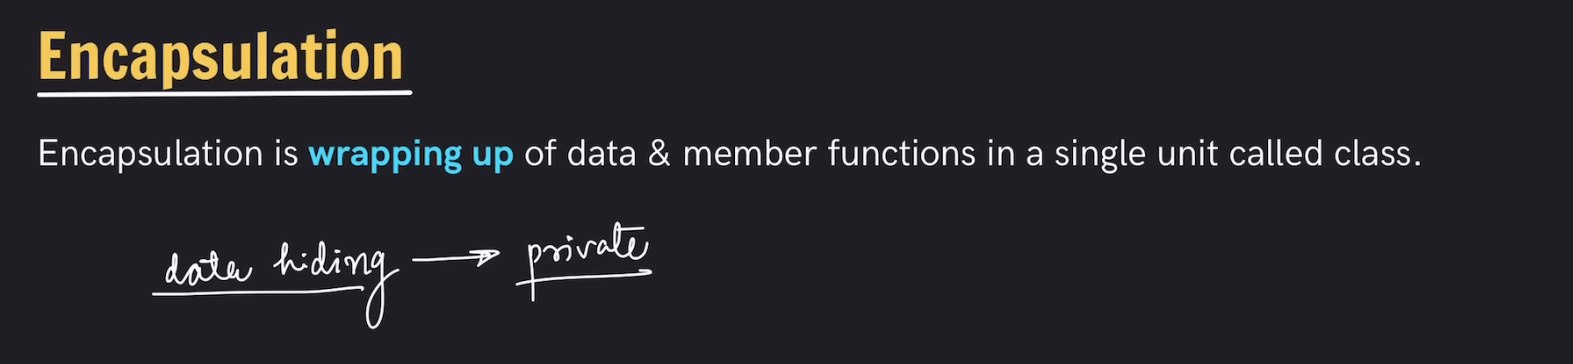 Encapsulation
Encapsulation is wrapping up of data & member functions in a single unit called class.
data hiding → private